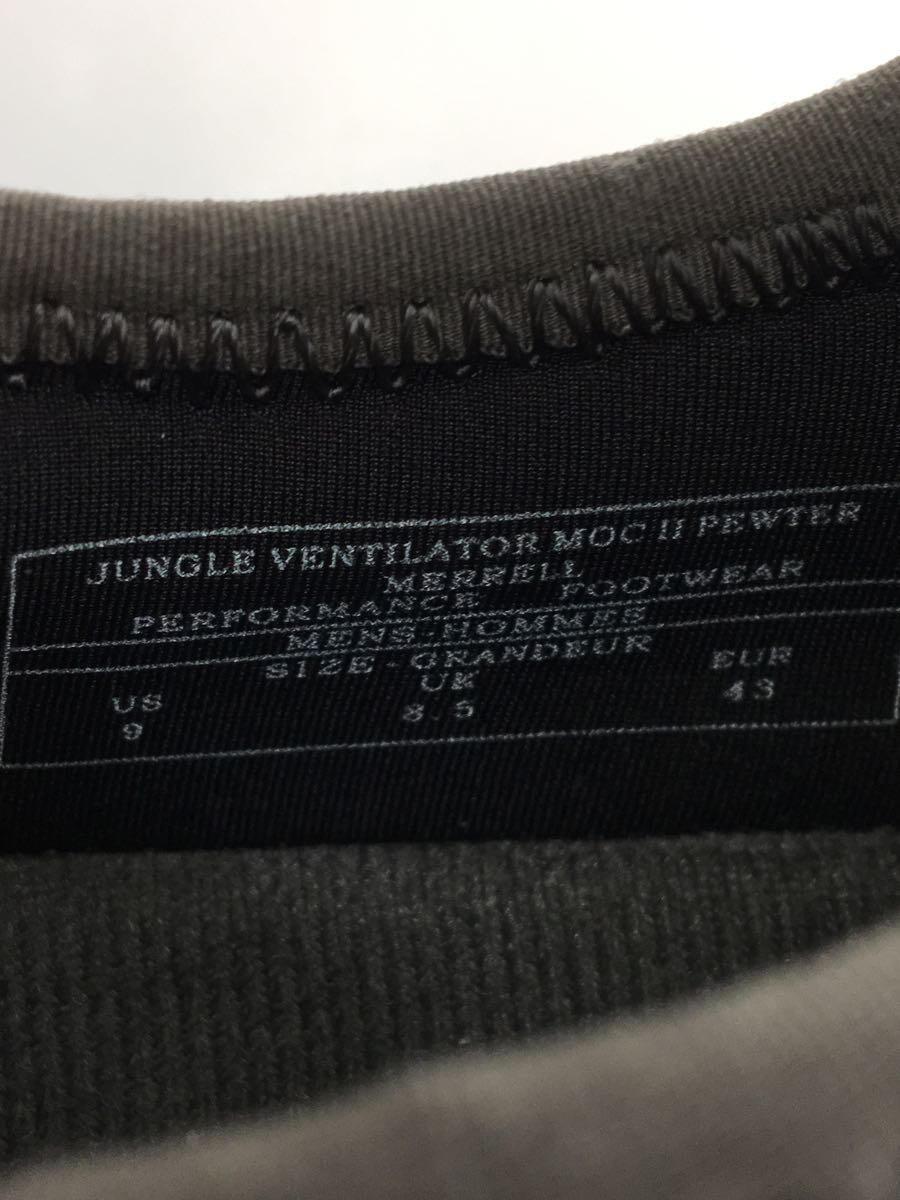 JUNGLE VENTILATOR MOC II PEWTER
MERRELL
PERFORMANCE FOOTWEAR
MENS-HOMMES
SIZE-GRANDEUR
US UK EUR
9 8.5 43